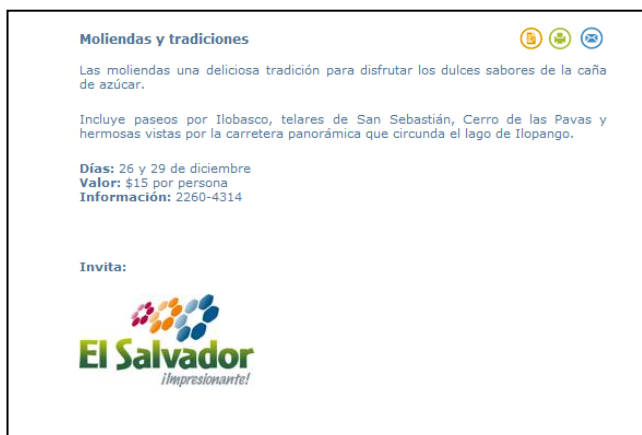 Moliendas y tradiciones
Las moliendas una deliciosa tradición para disfrutar los dulces sabores de la caña
de azúcar.
Incluye paseos por Ilobasco, telares de San Sebastián, Cerro de las Pavas y
hermosas vistas por la carretera panorámica que circunda el lago de Ilopango.
Días: 26 y 29 de diciembre
Valor: $15 por persona
Información: 2260-4314
Invita:
El Salvador
¡Impresionante!